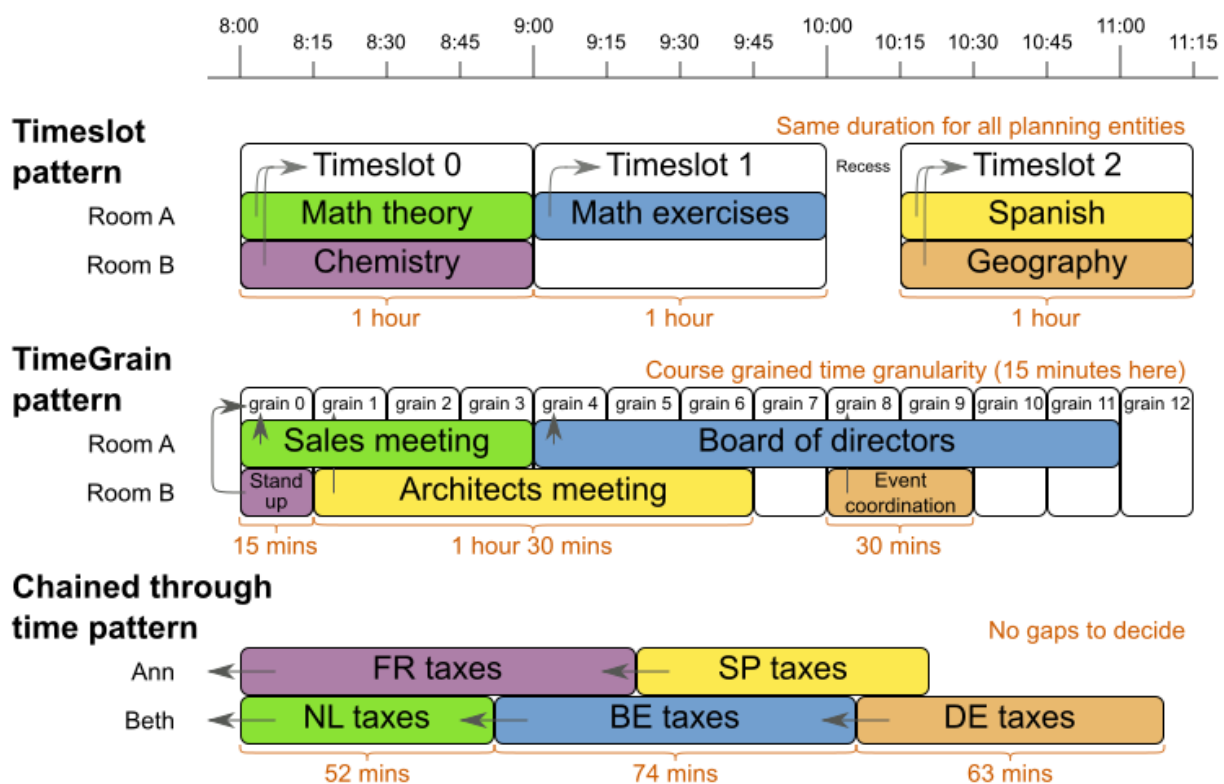 8:00 9:00 10:00 11:00
8:15 8:30 8:45 9:15 9:30 9:45 10:15 10:30 10:45 11:15
Timeslot
pattern
Same duration for all planning entities
Timeslot 0 Timeslot 1 Recess Timeslot 2
Room A Math theory Math exercises Spanish
Room B Chemistry Geography
1 hour 1 hour 1 hour
TimeGrain
pattern
Course grained time granularity (15 minutes here)
grain 0 grain 1 grain 2 grain 3 grain 4 grain 5 grain 6 grain 7 grain 8 grain 9 grain 10 grain 11 grain 12
Room A Sales meeting Board of directors
Room B Stand
up
Architects meeting
Event
coordination
15 mins 1 hour 30 mins 30 mins
Chained through
time pattern
No gaps to decide
Ann FR taxes SP taxes
Beth NL taxes BE taxes DE taxes
52 mins 74 mins 63 mins